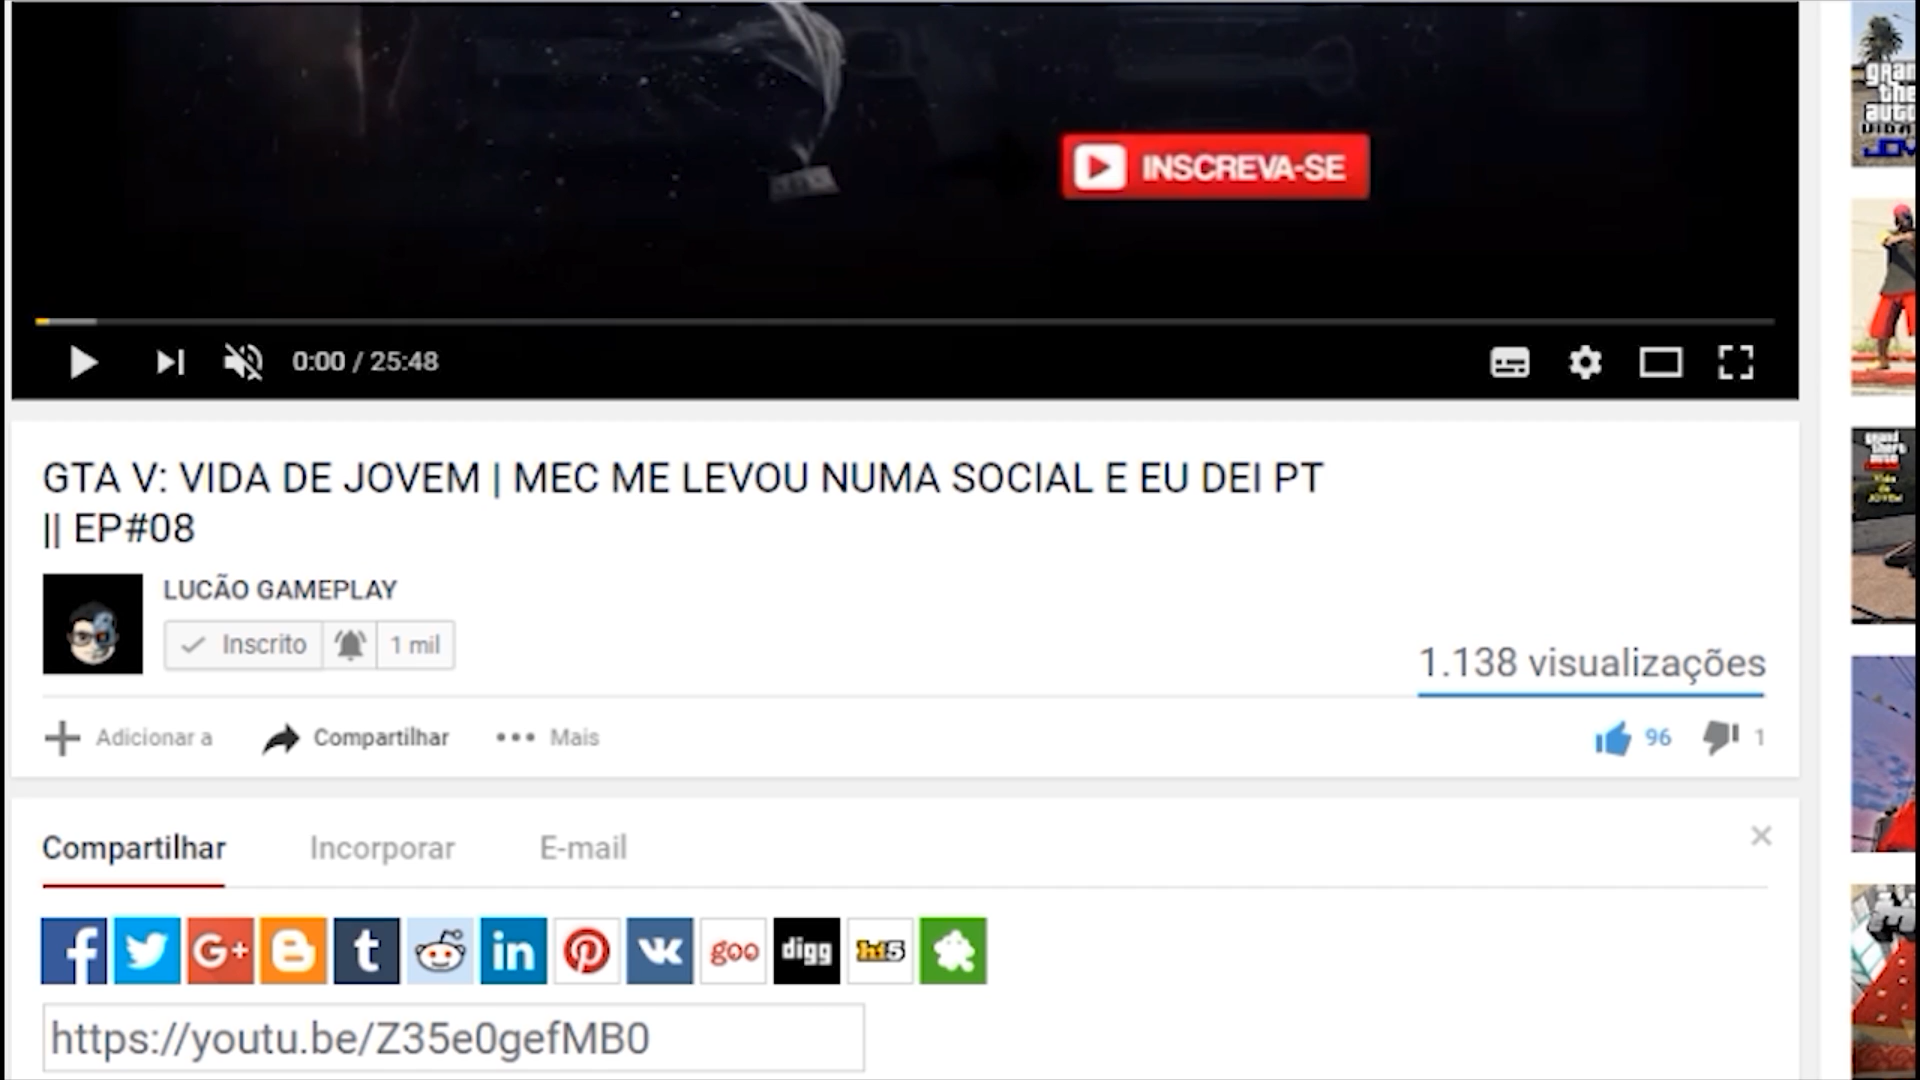 INSCREVA-SE
0:00 / 25:48
GTA V: VIDA DE JOVEM | MEC ME LEVOU NUMA SOCIAL E EU DEI PT
|| EP#08
LUCÃO GAMEPLAY
Inscrito 1 mil
1.138 visualizações
Adicionar a Compartilhar Mais 96 1
Compartilhar Incorporar E-mail
f G+ B t in P VK goo digg hi5
https://youtu.be/Z35e0gefMB0